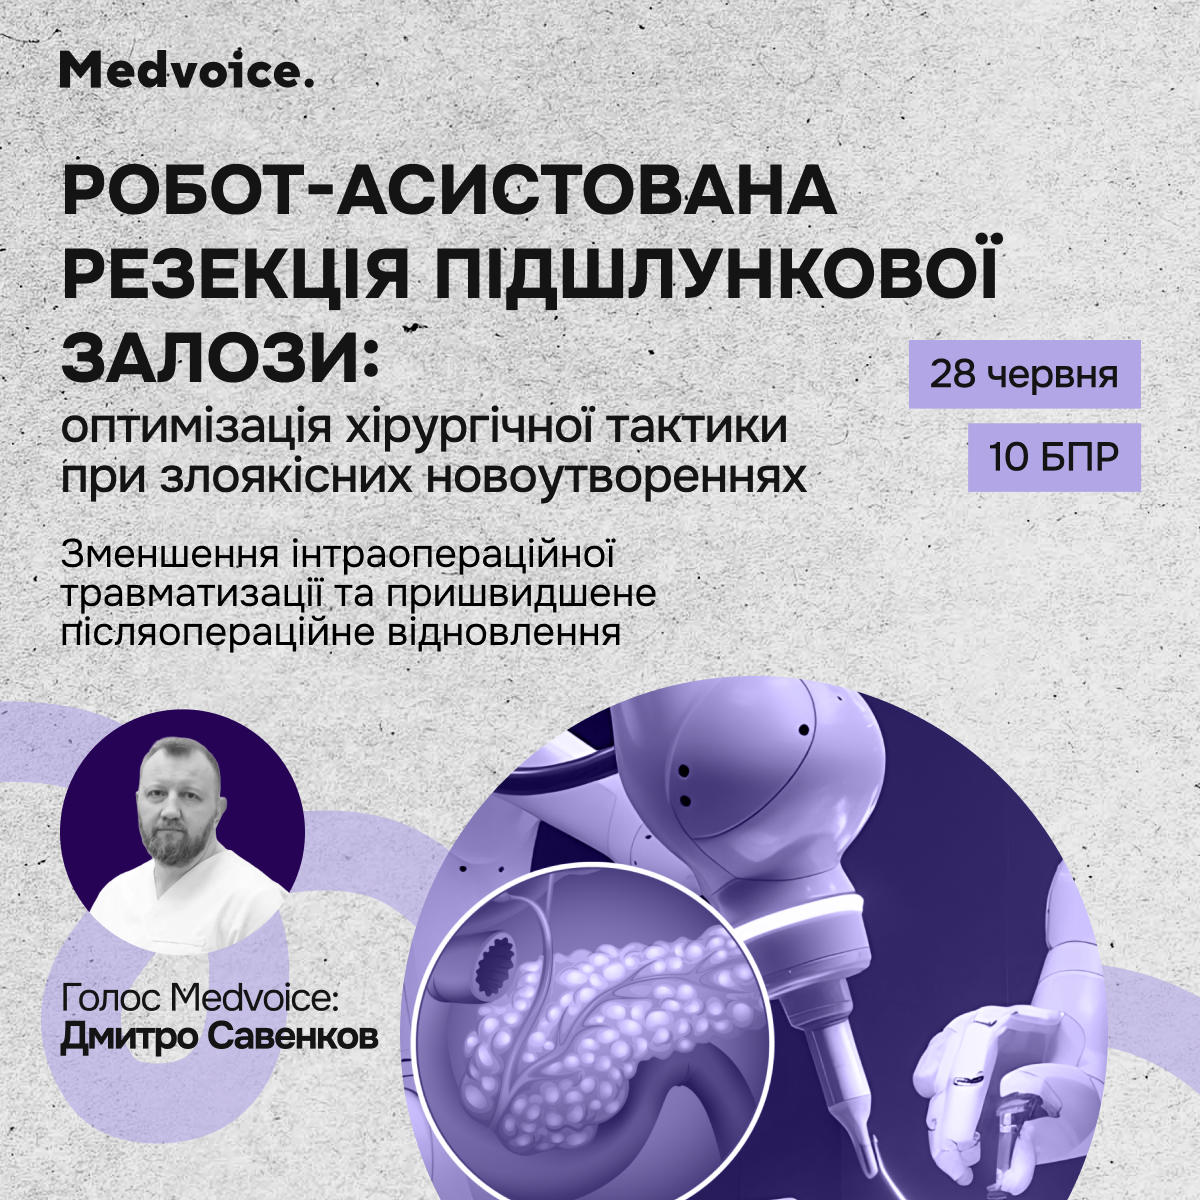 Medvoice.
РОБОТ-АСИСТОВАНА
РЕЗЕКЦІЯ ПІДШЛУНКОВОЇ
ЗАЛОЗИ:
оптимізація хірургічної тактики
при злоякісних новоутвореннях
28 червня
10 БПР
Зменшення інтраопераційної
травматизації та пришвидшене
післяопераційне відновлення
Голос Medvoice:
Дмитро Савенков